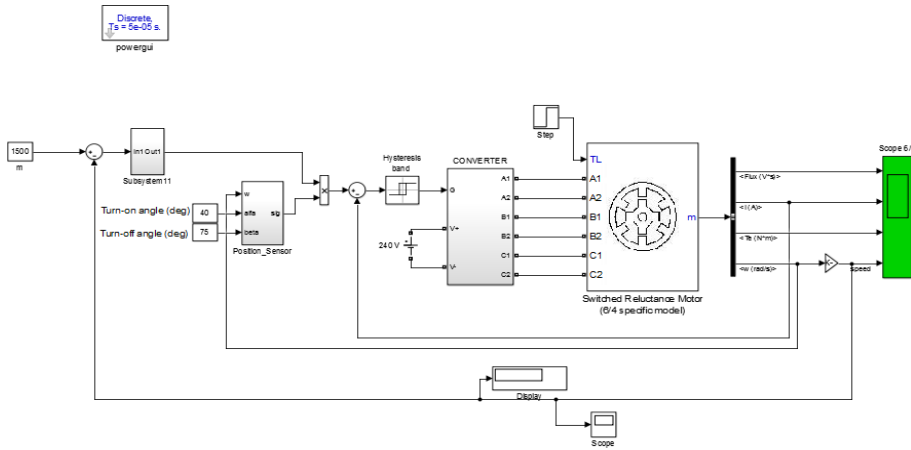 Discrete,
Ts = 5e-05 s.
powergui
1500
m
In1 Out1
Subsystem11
Turn-on angle (deg)
40
Turn-off angle (deg)
75
w
alfa
beta
sig
Position_Sensor
×
Hysteresis
band
240 V
CONVERTER
G
V+
V-
A1
A2
B1
B2
C1
C2
Step
TL
A1
A2
B1
B2
C1
C2
m
Switched Reluctance Motor
(6/4 specific model)
<Flux (V*s)>
<I (A)>
<Te (N*m)>
<w (rad/s)>
K-
speed
Scope 6/
Display
Scope